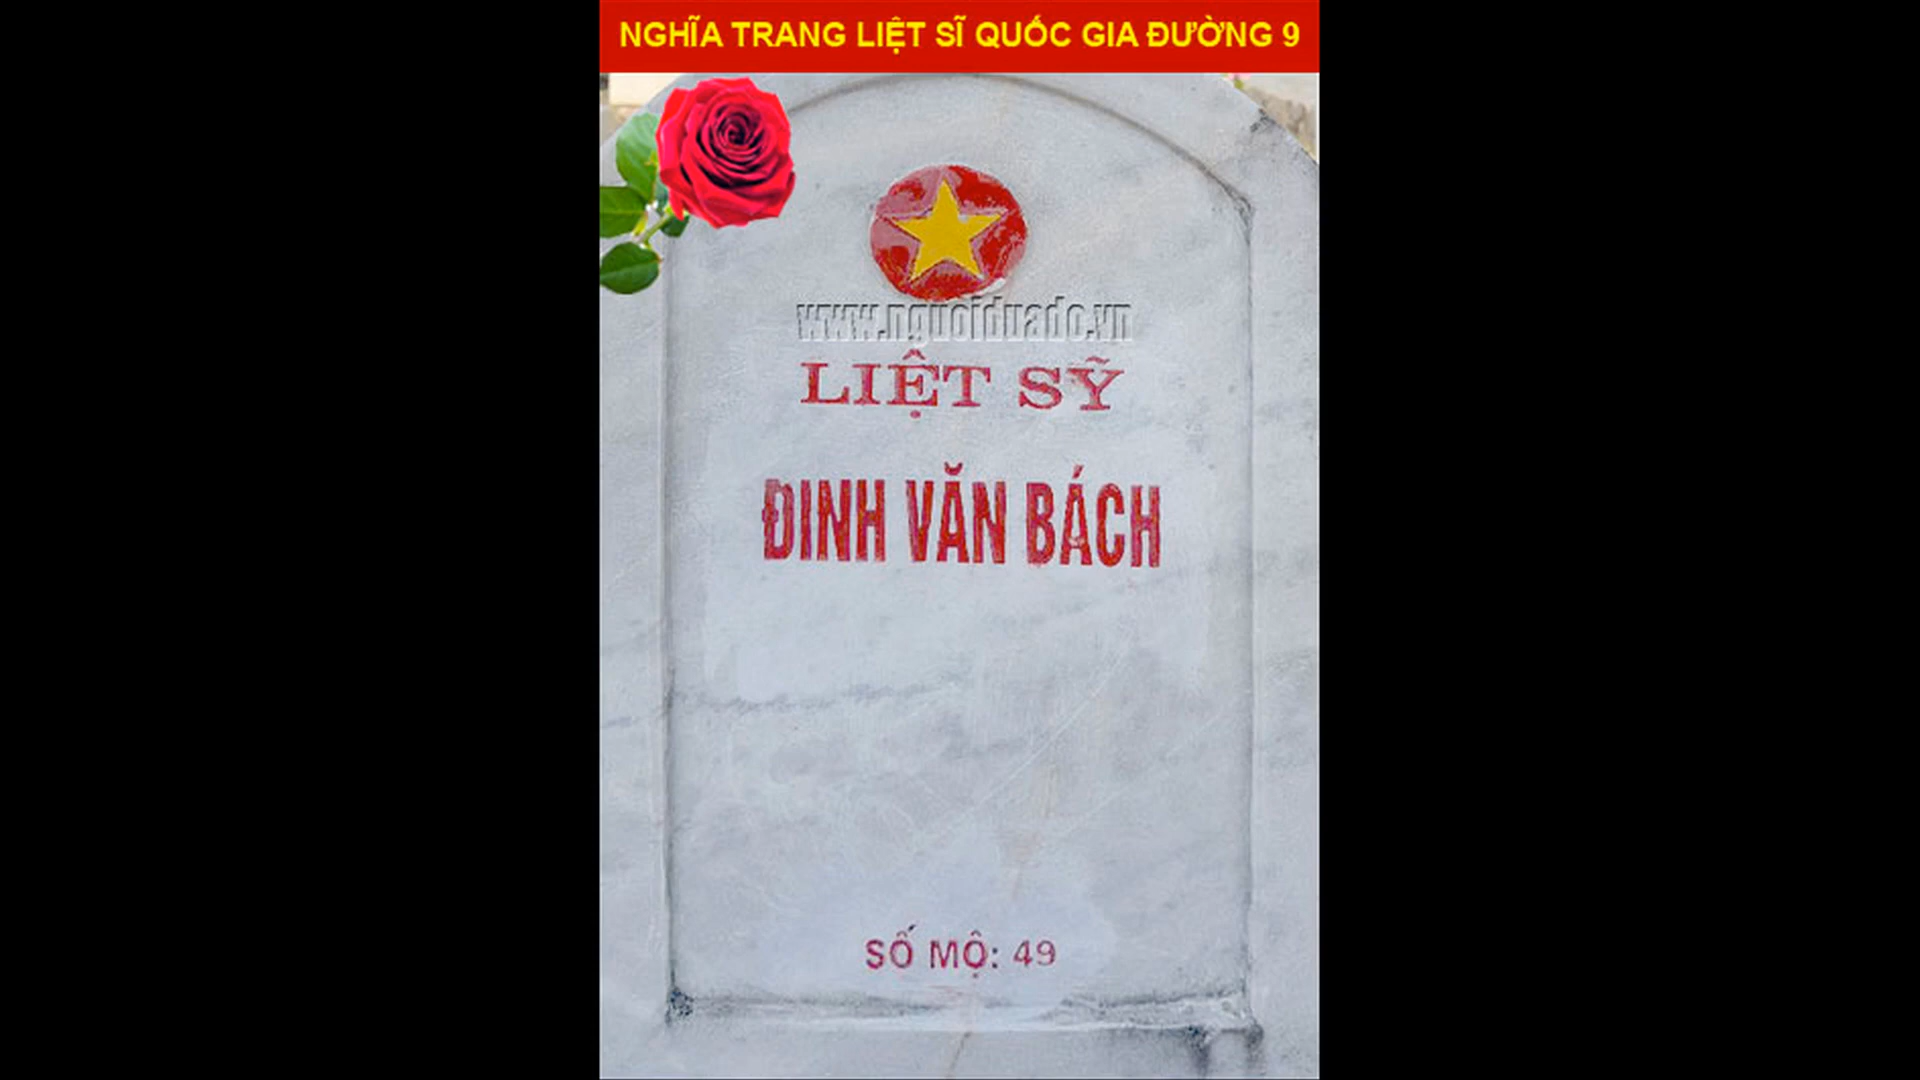 NGHĨA TRANG LIỆT SĨ QUỐC GIA ĐƯỜNG 9
www.nguoiduado.vn
LIỆT SỸ
ĐINH VĂN BÁCH
SỐ MỘ: 49